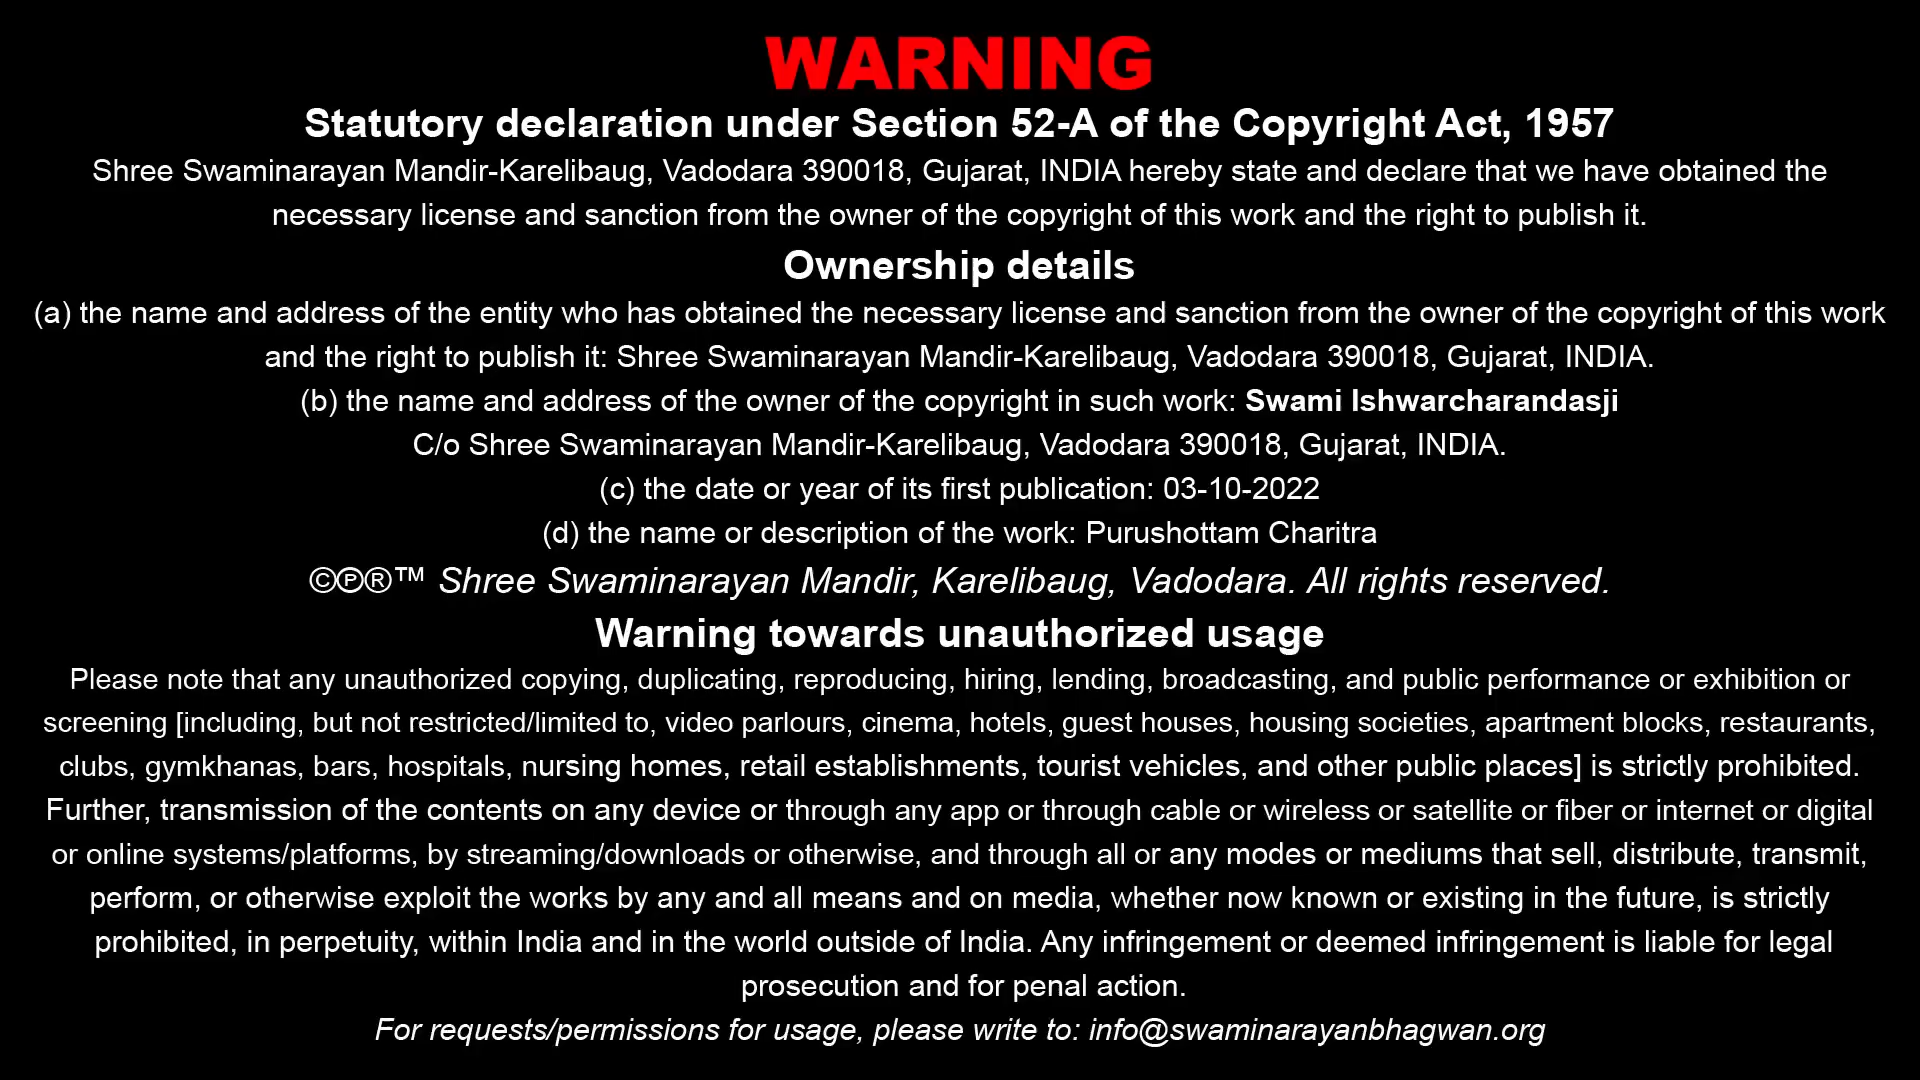 WARNING
Statutory declaration under Section 52-A of the Copyright Act, 1957
Shree Swaminarayan Mandir-Karelibaug, Vadodara 390018, Gujarat, INDIA hereby state and declare that we have obtained the
necessary license and sanction from the owner of the copyright of this work and the right to publish it.
Ownership details
(a) the name and address of the entity who has obtained the necessary license and sanction from the owner of the copyright of this work
and the right to publish it: Shree Swaminarayan Mandir-Karelibaug, Vadodara 390018, Gujarat, INDIA.
(b) the name and address of the owner of the copyright in such work: Swami Ishwarcharandasji
C/o Shree Swaminarayan Mandir-Karelibaug, Vadodara 390018, Gujarat, INDIA.
(c) the date or year of its first publication: 03-10-2022
(d) the name or description of the work: Purushottam Charitra
©℗®™ Shree Swaminarayan Mandir, Karelibaug, Vadodara. All rights reserved.
Warning towards unauthorized usage
Please note that any unauthorized copying, duplicating, reproducing, hiring, lending, broadcasting, and public performance or exhibition or
screening [including, but not restricted/limited to, video parlours, cinema, hotels, guest houses, housing societies, apartment blocks, restaurants,
clubs, gymkhanas, bars, hospitals, nursing homes, retail establishments, tourist vehicles, and other public places] is strictly prohibited.
Further, transmission of the contents on any device or through any app or through cable or wireless or satellite or fiber or internet or digital
or online systems/platforms, by streaming/downloads or otherwise, and through all or any modes or mediums that sell, distribute, transmit,
perform, or otherwise exploit the works by any and all means and on media, whether now known or existing in the future, is strictly
prohibited, in perpetuity, within India and in the world outside of India. Any infringement or deemed infringement is liable for legal
prosecution and for penal action.
For requests/permissions for usage, please write to: info@swaminarayanbhagwan.org